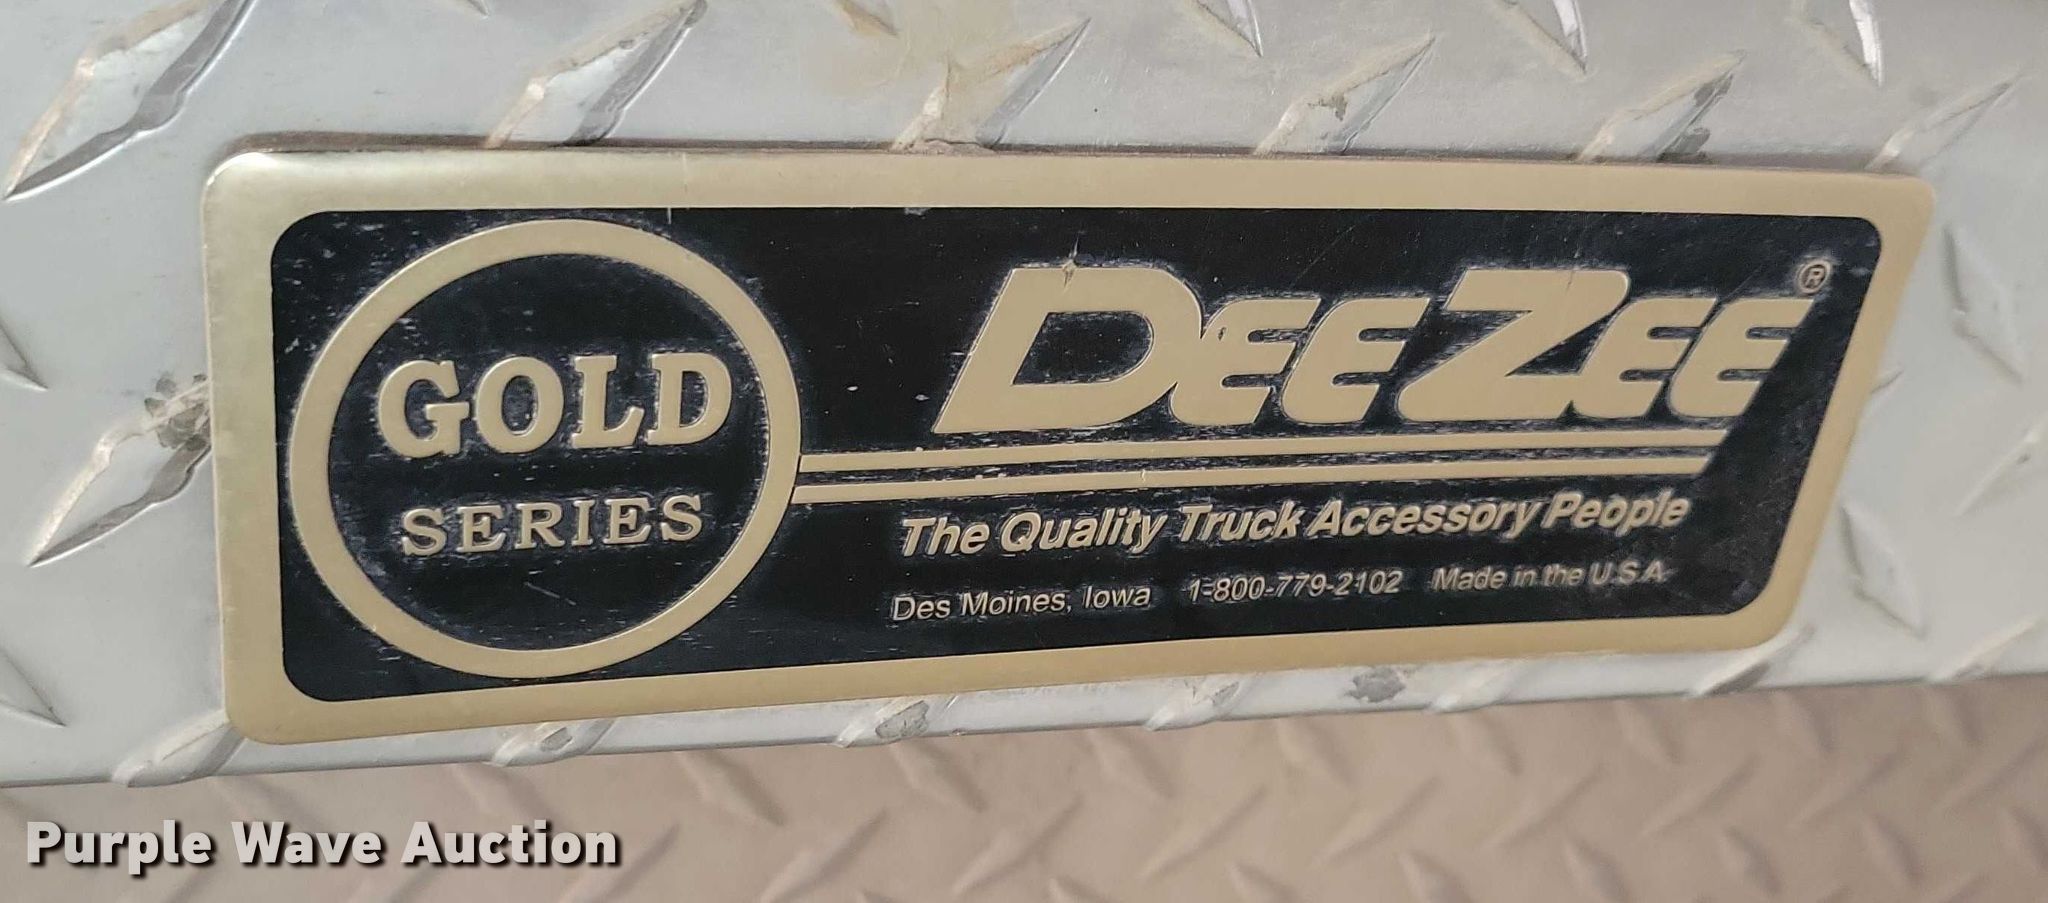 GOLD
SERIES
DEEZEE®
The Quality Truck Accessory People
Des Moines, Iowa 1-800-779-2102 Made in the U.S.A.
Purple Wave Auction